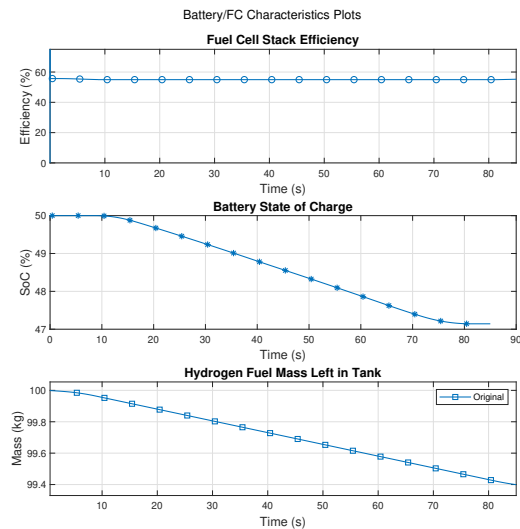 Battery/FC Characteristics Plots
Fuel Cell Stack Efficiency
Efficiency (%)
60
40
20
0
0 10 20 30 40 50 60 70 80
Time (s)
Battery State of Charge
SoC (%)
50
49
48
47
0 10 20 30 40 50 60 70 80 90
Time (s)
Hydrogen Fuel Mass Left in Tank
Mass (kg)
100
99.8
99.6
99.4
Original
10 20 30 40 50 60 70 80
Time (s)